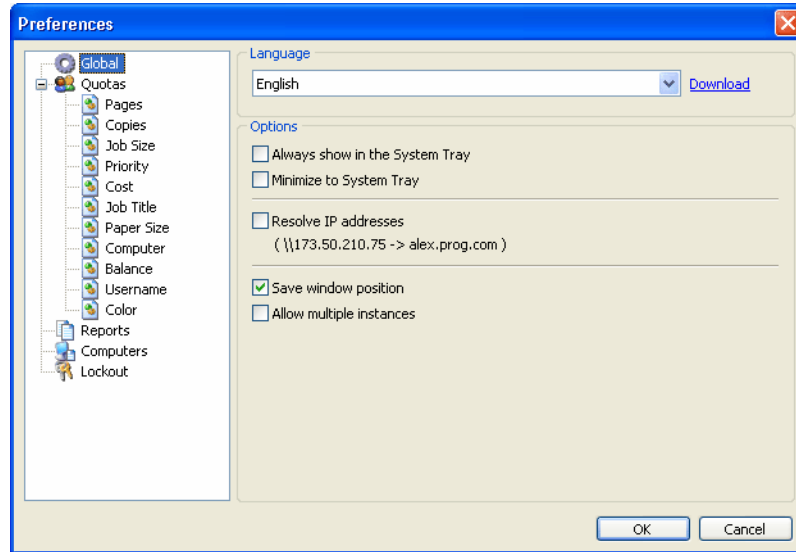 Preferences
Global
Quotas
Pages
Copies
Job Size
Priority
Cost
Job Title
Paper Size
Computer
Balance
Username
Color
Reports
Computers
Lockout
Language
English
Download
Options
Always show in the System Tray
Minimize to System Tray
Resolve IP addresses
( \\173.50.210.75 -> alex.prog.com )
Save window position
Allow multiple instances
OK
Cancel